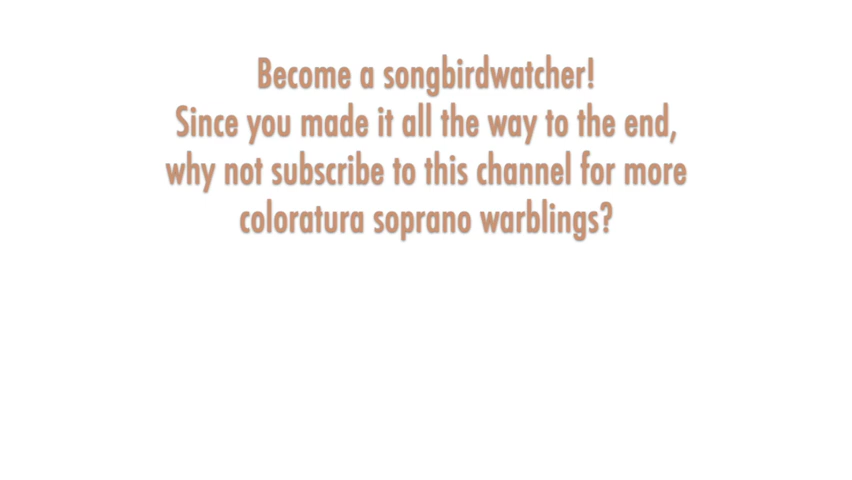 Become a songbirdwatcher!
Since you made it all the way to the end,
why not subscribe to this channel for more
coloratura soprano warblings?